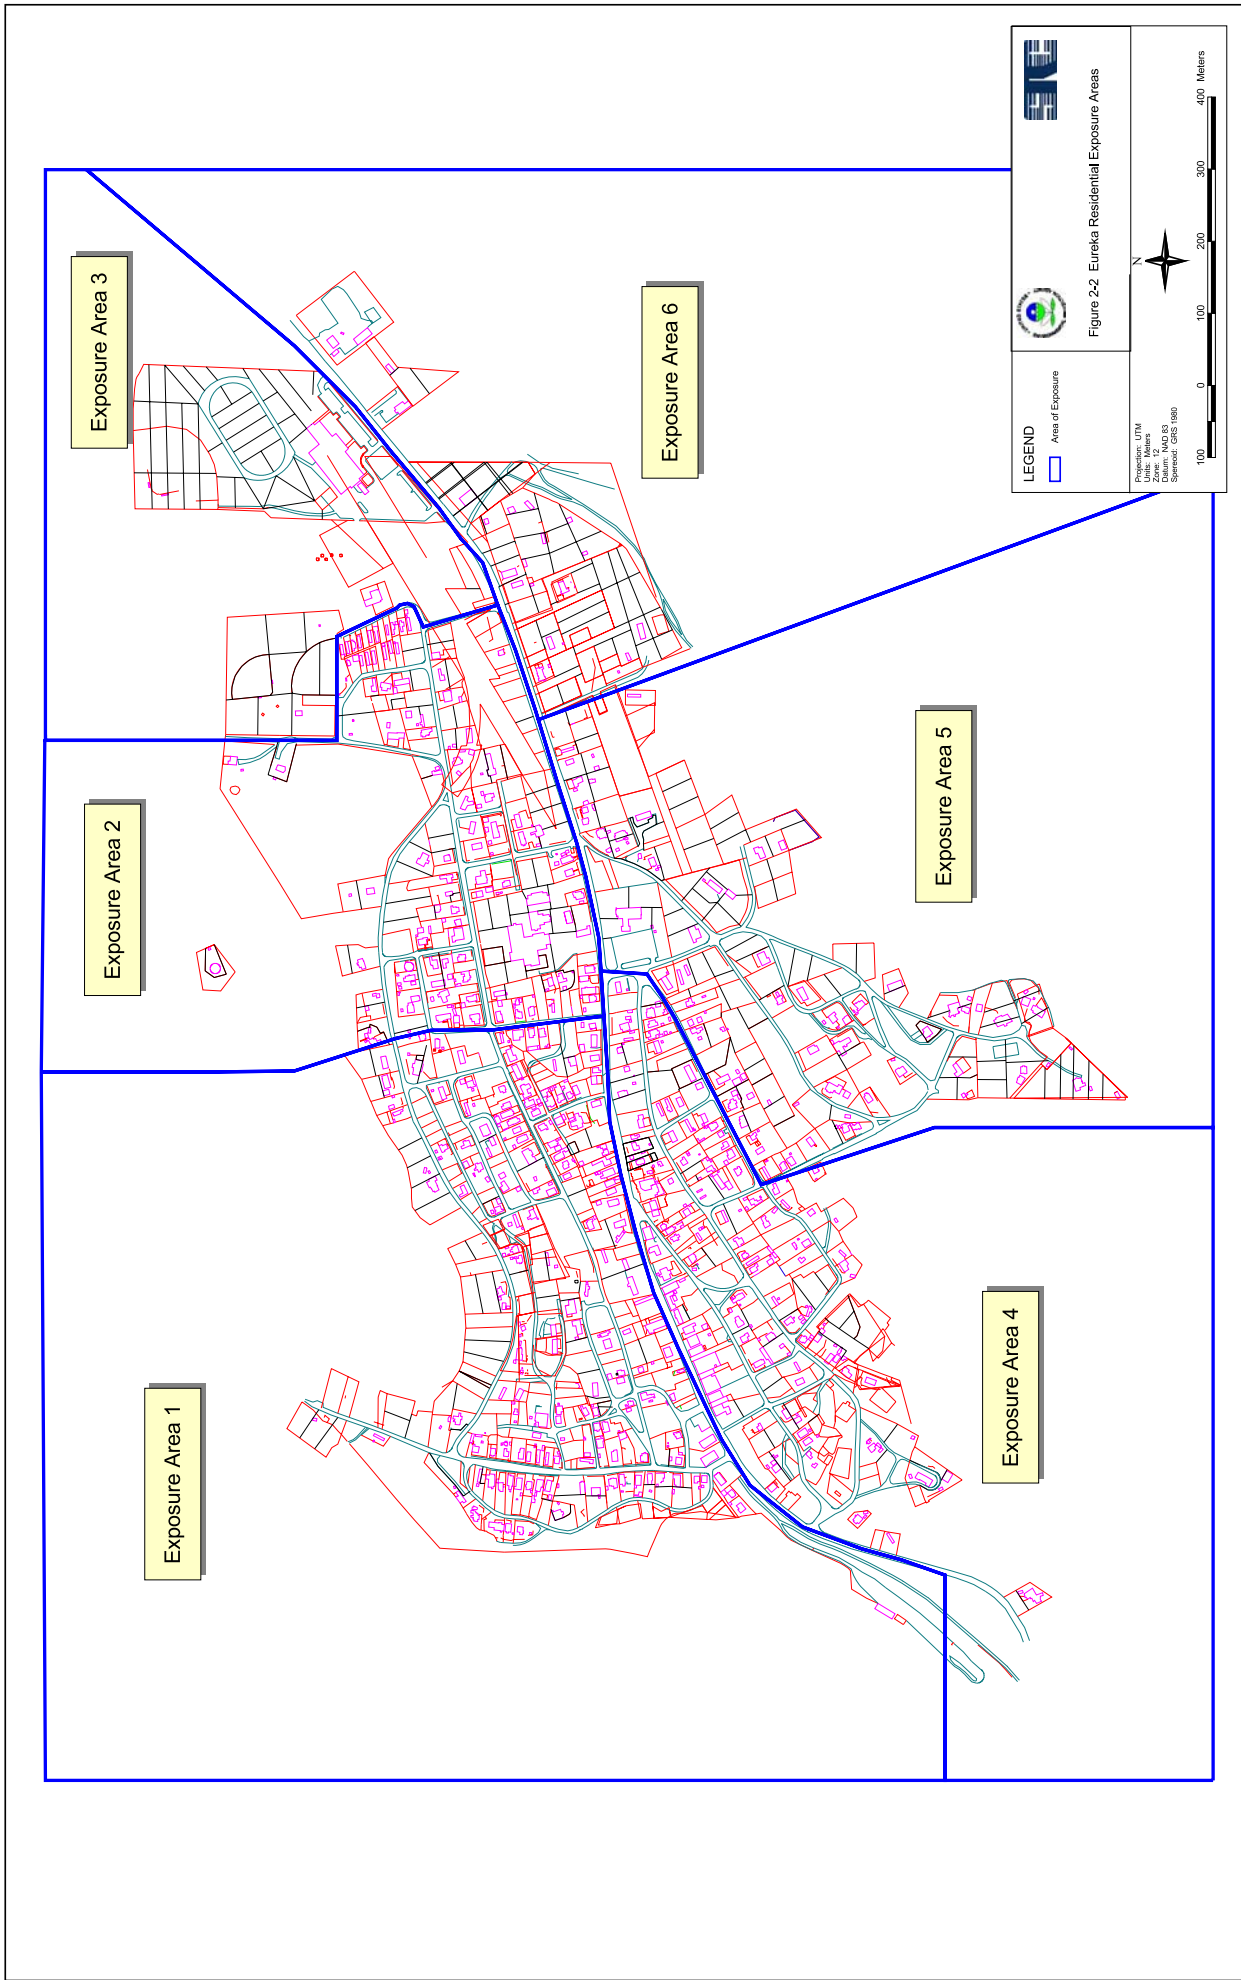 Exposure Area 1
Exposure Area 2
Exposure Area 3
Exposure Area 4
Exposure Area 5
Exposure Area 6
LEGEND
Area of Exposure
Figure 2-2 Eureka Residential Exposure Areas
Projection: UTM
Units: Meters
Zone: 12
Datum: NAD 83
Spereoid: GRS 1980
N
100 0 100 200 300 400 Meters